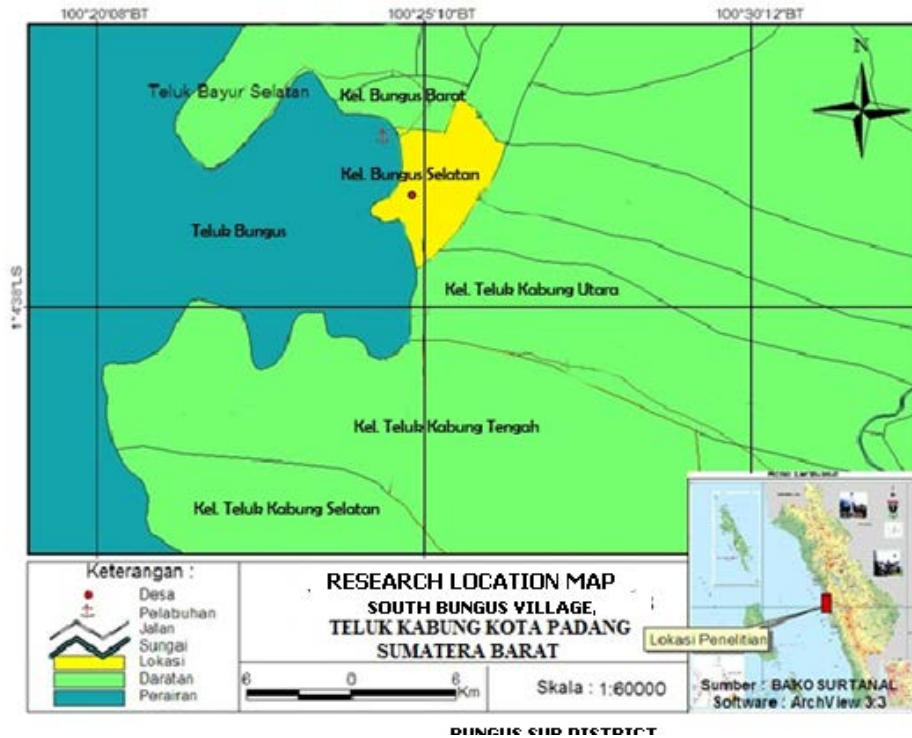 100°20'08"BT 100°25'10"BT 100°30'12"BT
N
Teluk Bayur Selatan
Kel. Bungus Barat
Kel. Bungus Selatan
Teluk Bungus
Kel. Teluk Kabung Utara
1°4'38"LS
Kel. Teluk Kabung Tengah
Kel. Teluk Kabung Selatan
Keterangan :
Desa
Pelabuhan
Jalan
Sungai
Lokasi
Daratan
Perairan
RESEARCH LOCATION MAP
SOUTH BUNGUS VILLAGE,
TELUK KABUNG KOTA PADANG
SUMATERA BARAT
6 0 6
Km
Skala : 1:60000
Lokasi Penelitian
Sumber : BAKO SURTANAL
Software : ArchView 3:3
BUNGUS SUB DISTRICT